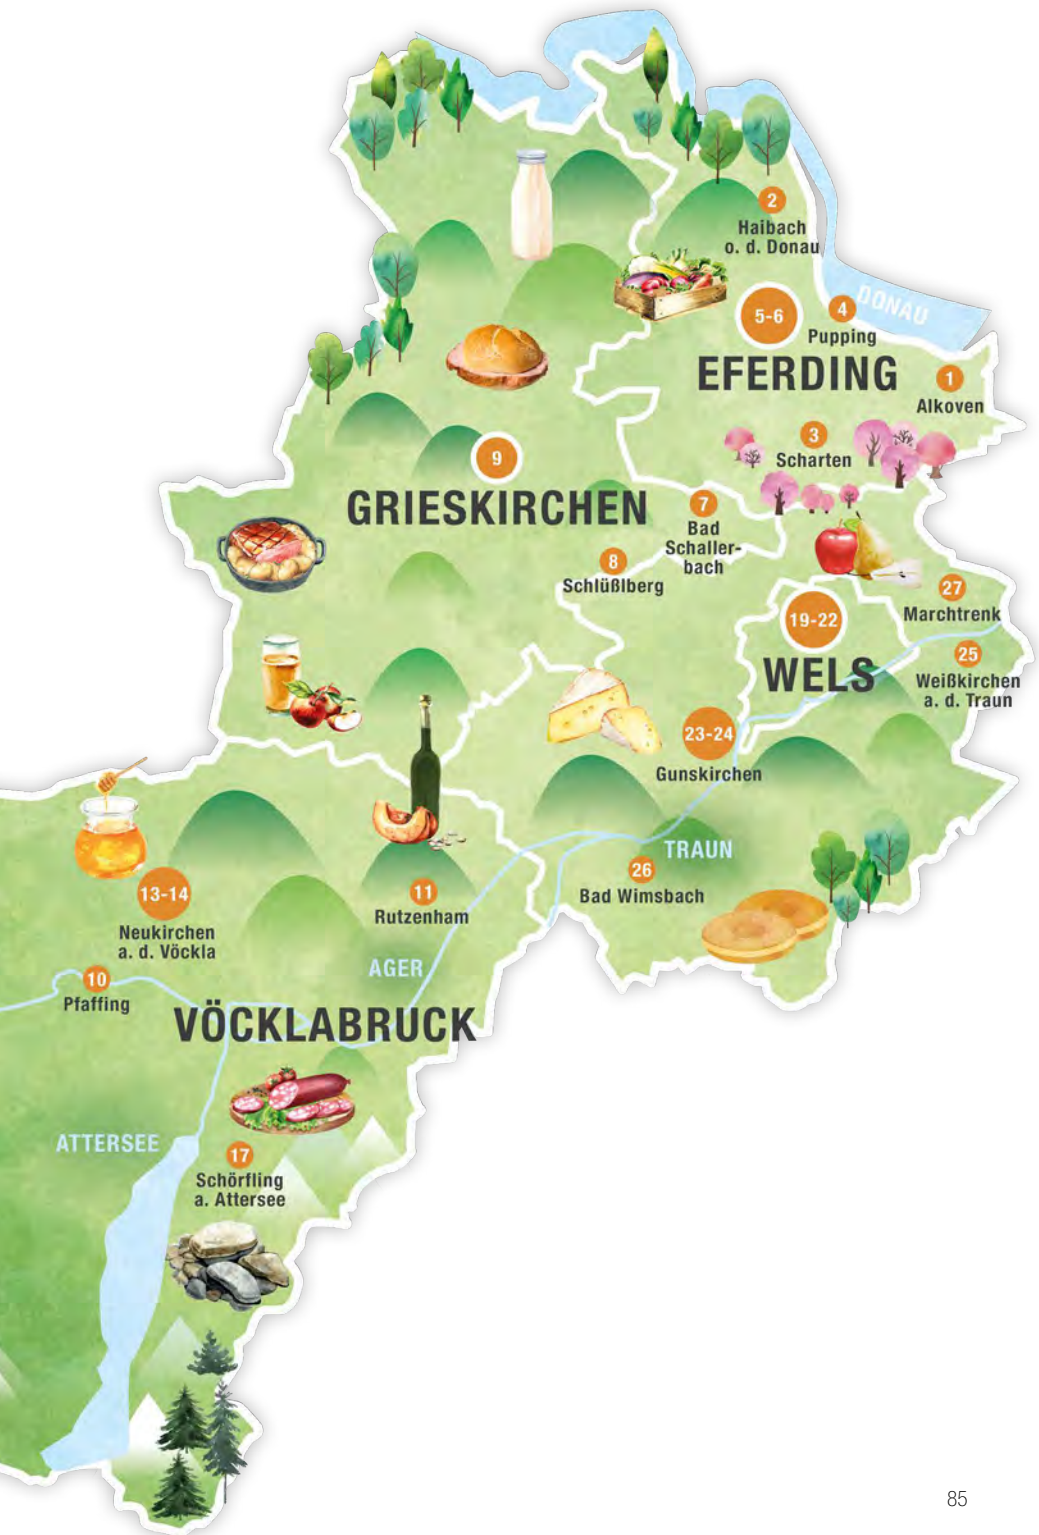 2
Haibach
o. d. Donau
DONAU
5-6
4
Pupping
EFERDING
1
Alkoven
3
Scharten
9
GRIESKIRCHEN
7
Bad
Schaller-
bach
8
Schlüßlberg
27
Marchtrenk
19-22
WELS
25
Weißkirchen
a. d. Traun
23-24
Gunskirchen
TRAUN
26
Bad Wimsbach
13-14
Neukirchen
a. d. Vöckla
11
Rutzenham
AGER
10
Pfaffing
VÖCKLABRUCK
ATTERSEE
17
Schörfling
a. Attersee
85